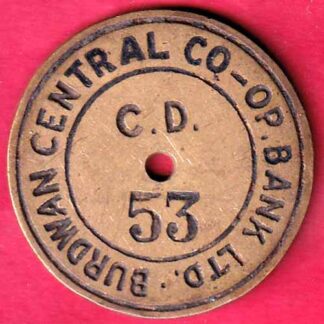 BURDWAN CENTRAL CO-OP. BANK LTD.
C.D.
53